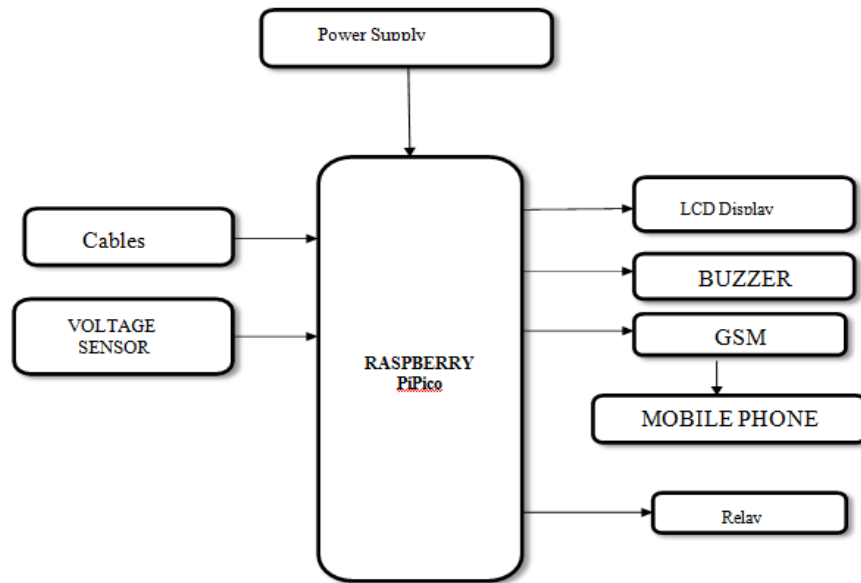 Power Supply
Cables
VOLTAGE
SENSOR
RASPBERRY
PiPico
LCD Display
BUZZER
GSM
MOBILE PHONE
Relay